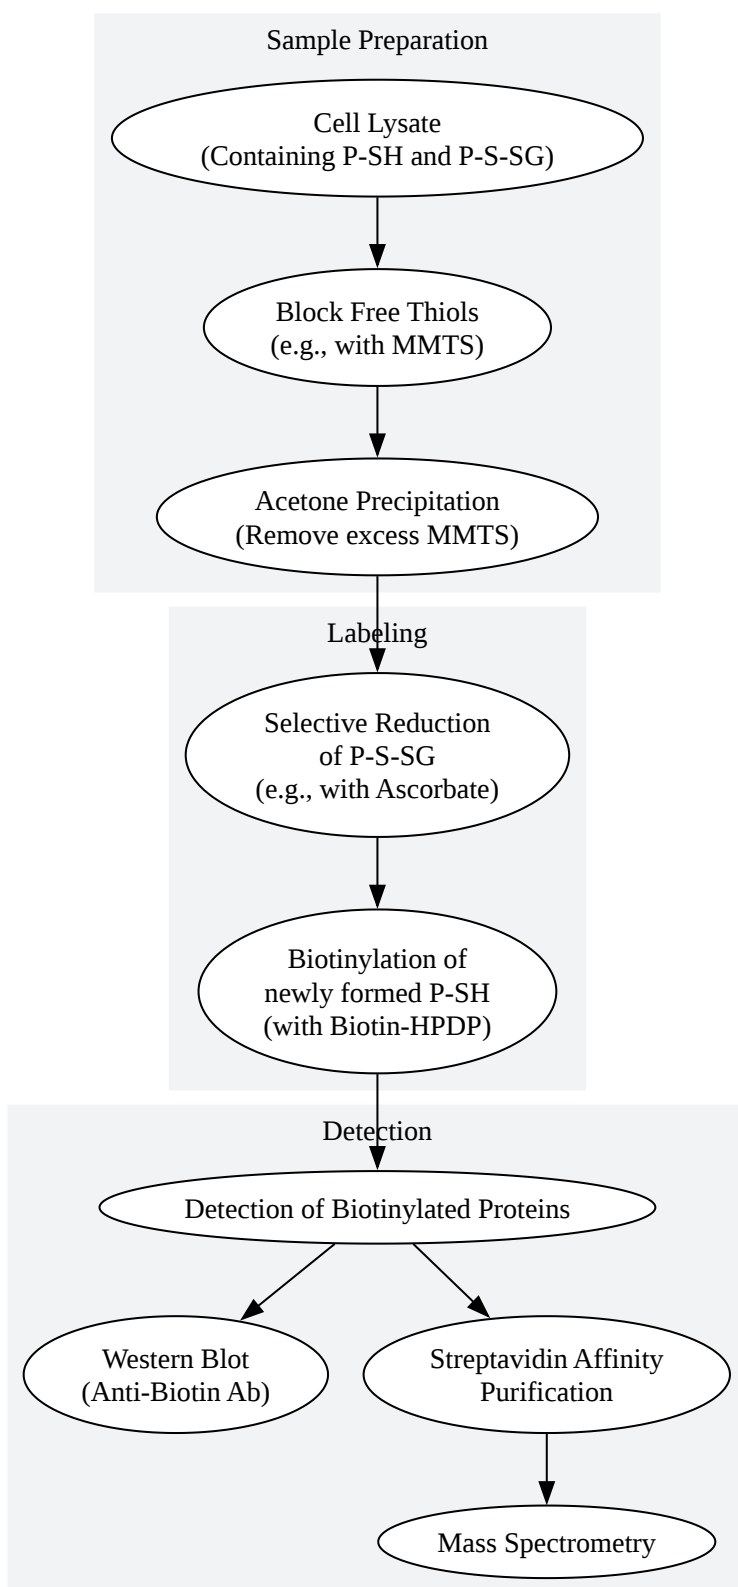 Sample Preparation
Cell Lysate
(Containing P-SH and P-S-SG)
Block Free Thiols
(e.g., with MMTS)
Acetone Precipitation
(Remove excess MMTS)
Labeling
Selective Reduction
of P-S-SG
(e.g., with Ascorbate)
Biotinylation of
newly formed P-SH
(with Biotin-HPDP)
Detection
Detection of Biotinylated Proteins
Western Blot
(Anti-Biotin Ab)
Streptavidin Affinity
Purification
Mass Spectrometry